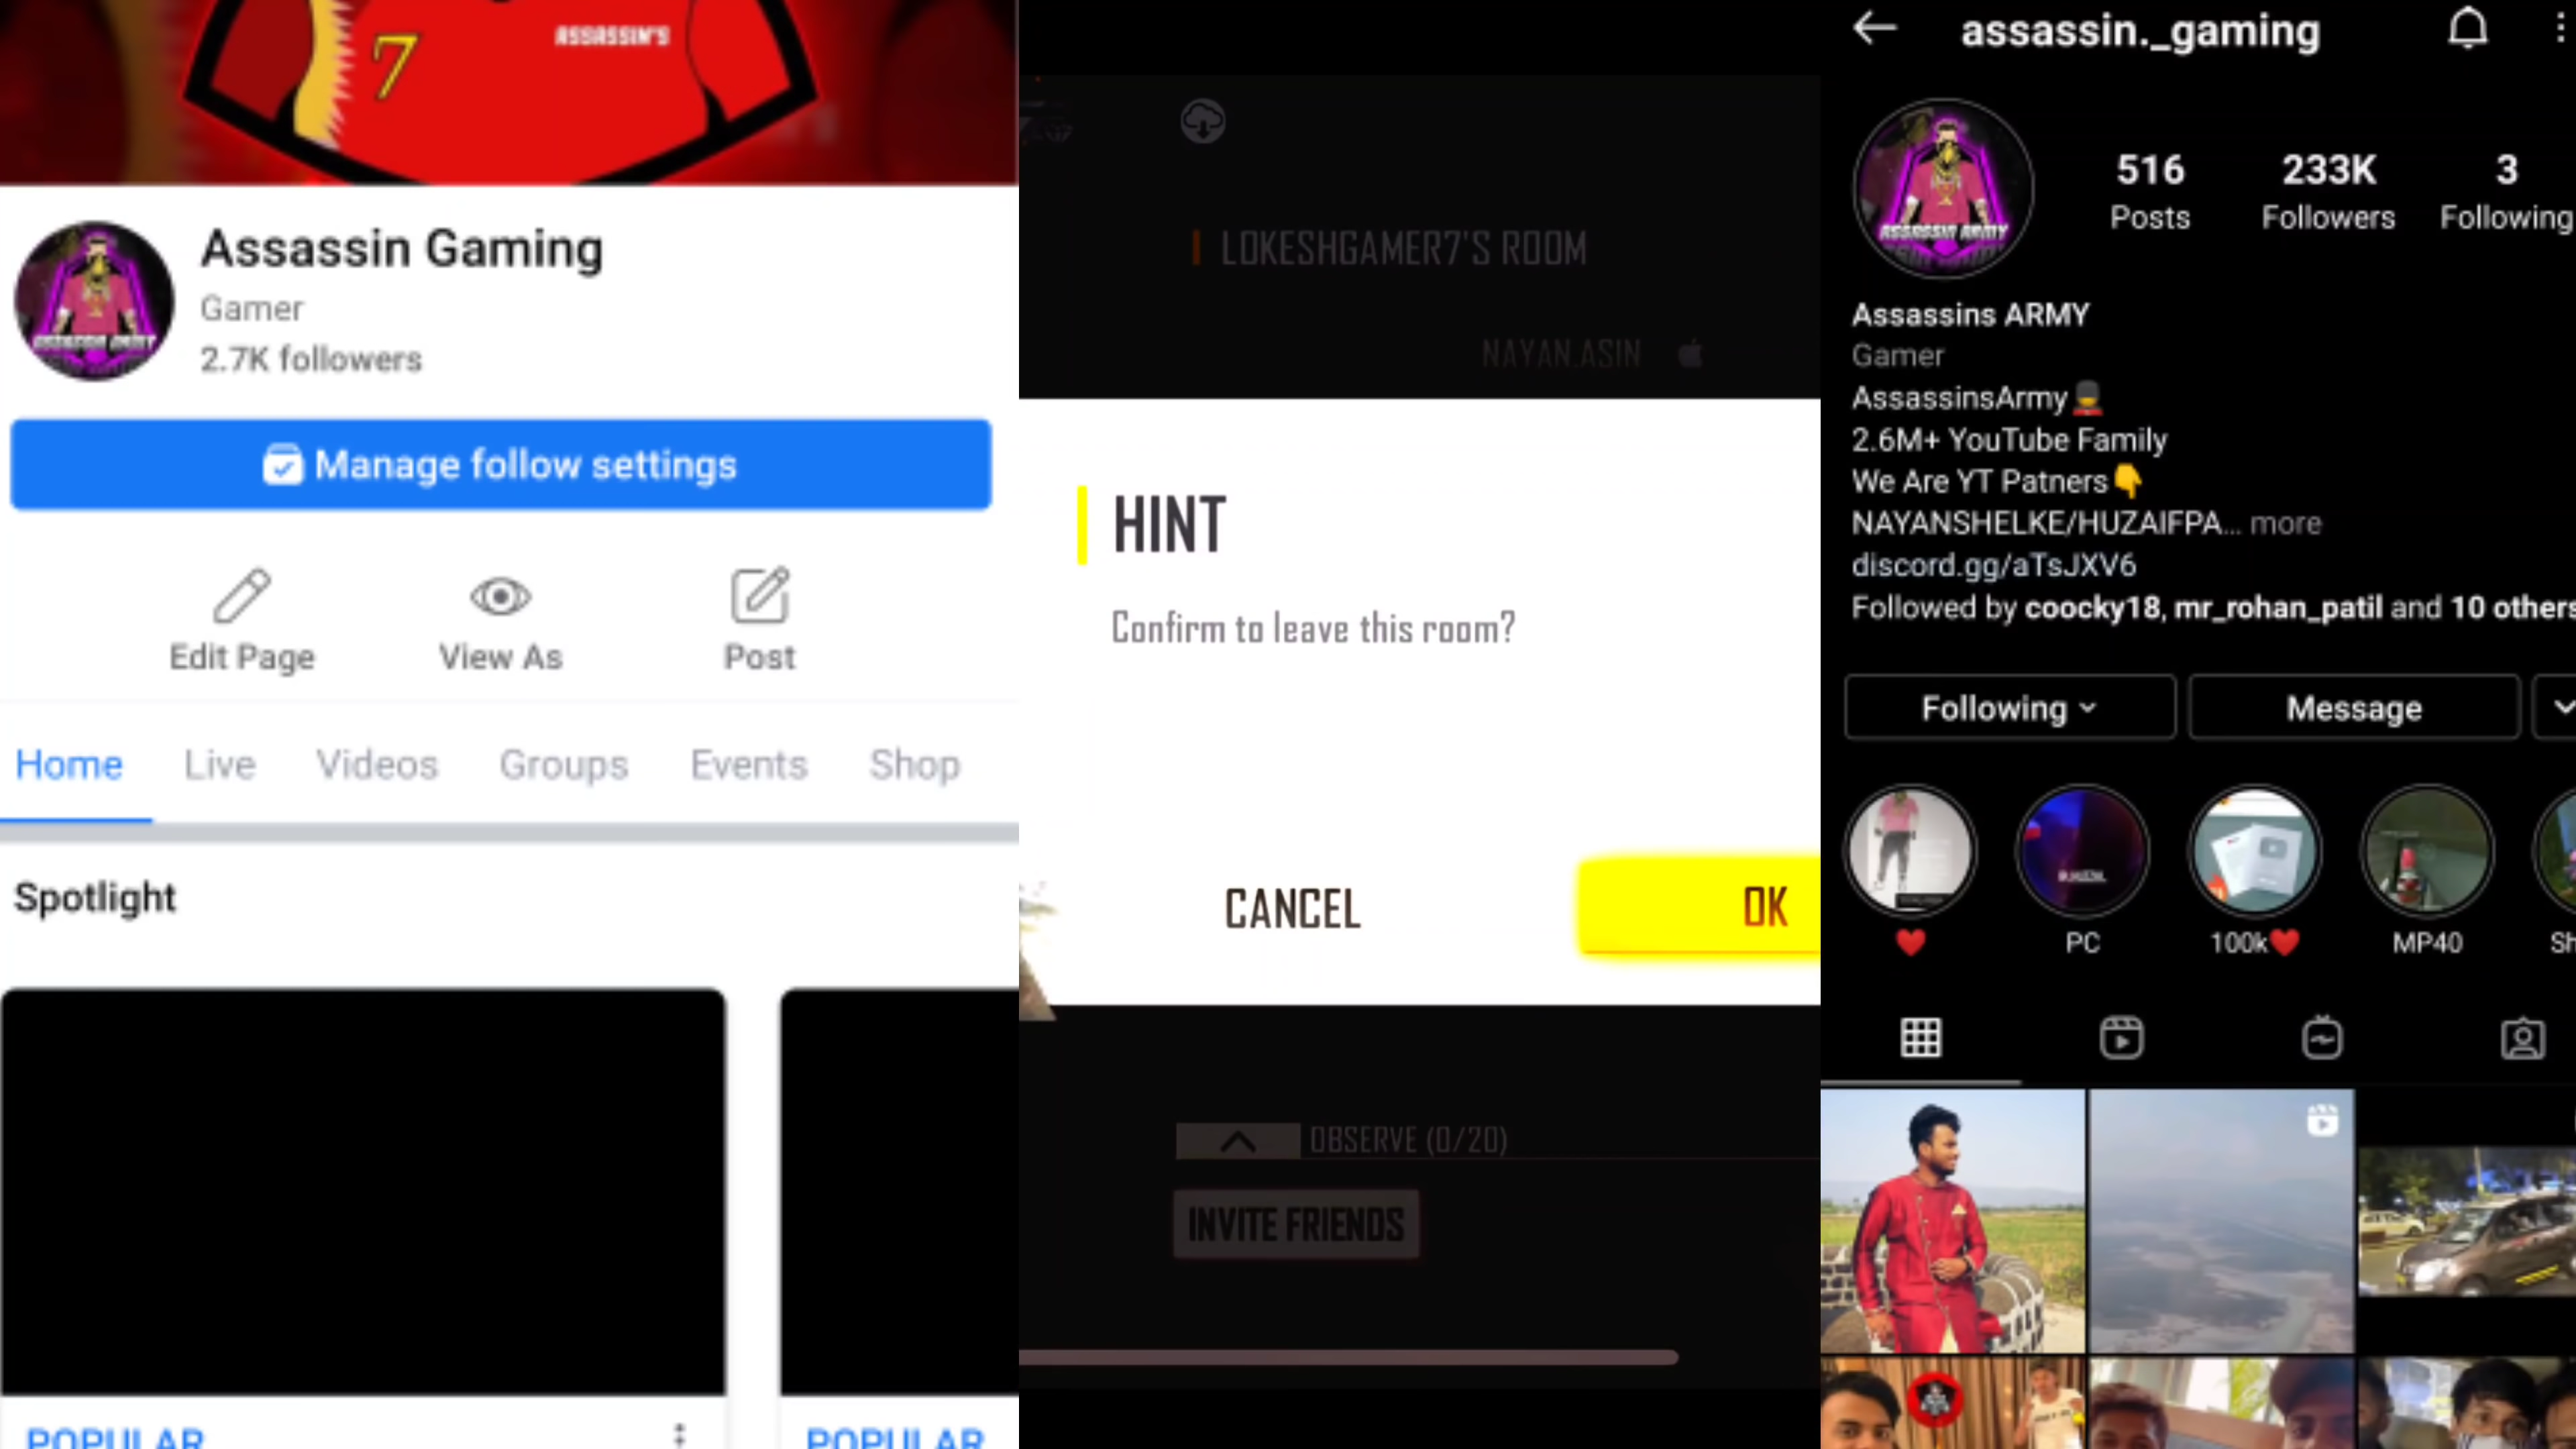 7
ASSASSIN'S
Assassin Gaming
Gamer
2.7K followers
Manage follow settings
Edit Page
View As
Post
Home
Live
Videos
Groups
Events
Shop
Spotlight
POPULAR
POPULAR
LOKESHGAMER7'S ROOM
NAYAN.ASIN
HINT
Confirm to leave this room?
CANCEL
OK
OBSERVE (0/20)
INVITE FRIENDS
assassin._gaming
ASSASSIN ARMY
516
233K
3
Posts
Followers
Following
Assassins ARMY
Gamer
AssassinsArmy💂
2.6M+ YouTube Family
We Are YT Patners👇
NAYANSHELKE/HUZAIFPA... more
discord.gg/aTsJXV6
Followed by coocky18, mr_rohan_patil and 10 others
Following
Message
❤️
PC
100k❤️
MP40
Sh